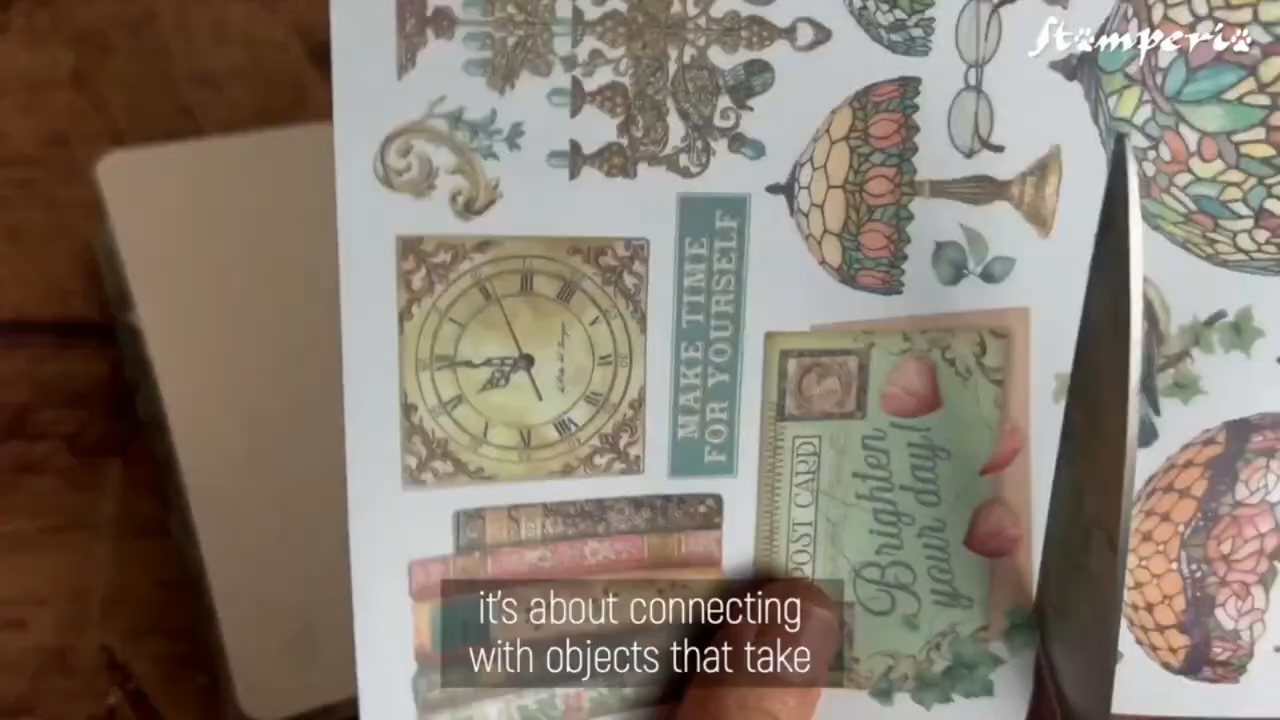 Stamperia
MAKE TIME
FOR YOURSELF
POST CARD
Brighten
your day!
it's about connecting
with objects that take